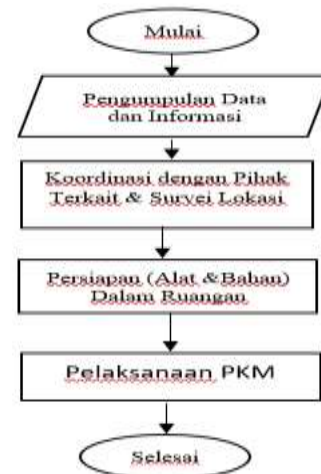 Mulai
Pengumpulan Data
dan Informasi
Koordinasi dengan Pihak
Terkait & Survei Lokasi
Persiapan (Alat &Bahan)
Dalam Ruangan
Pelaksanaan PKM
Selesai